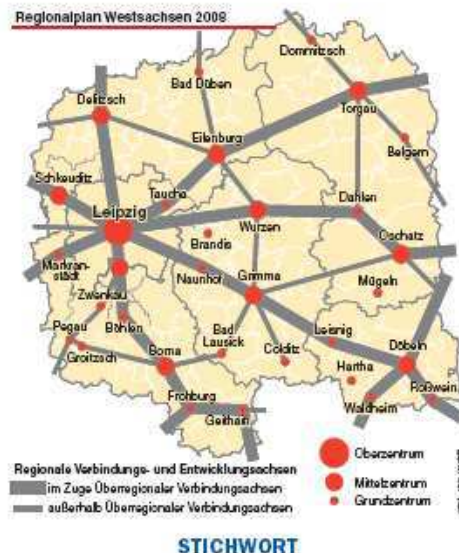 Regionalplan Westsachsen 2008
Dommitzsch
Bad Düben
Delitzsch
Torgau
Eilenburg
Belgern
Schkeuditz
Taucha
Leipzig
Dahlen
Wurzen
Oschatz
Brandis
Markran-
städt
Naunhof
Grimma
Mügeln
Zwenkau
Böhlen
Pegau
Bad
Lausick
Leisnig
Döbeln
Groitzsch
Borna
Colditz
Hartha
Roßwein
Frohburg
Waldheim
Geithain
Regionale Verbindungs- und Entwicklungsachsen
im Zuge Überregionaler Verbindungsachsen
außerhalb Überregionaler Verbindungsachsen
Oberzentrum
Mittelzentrum
Grundzentrum
STICHWORT